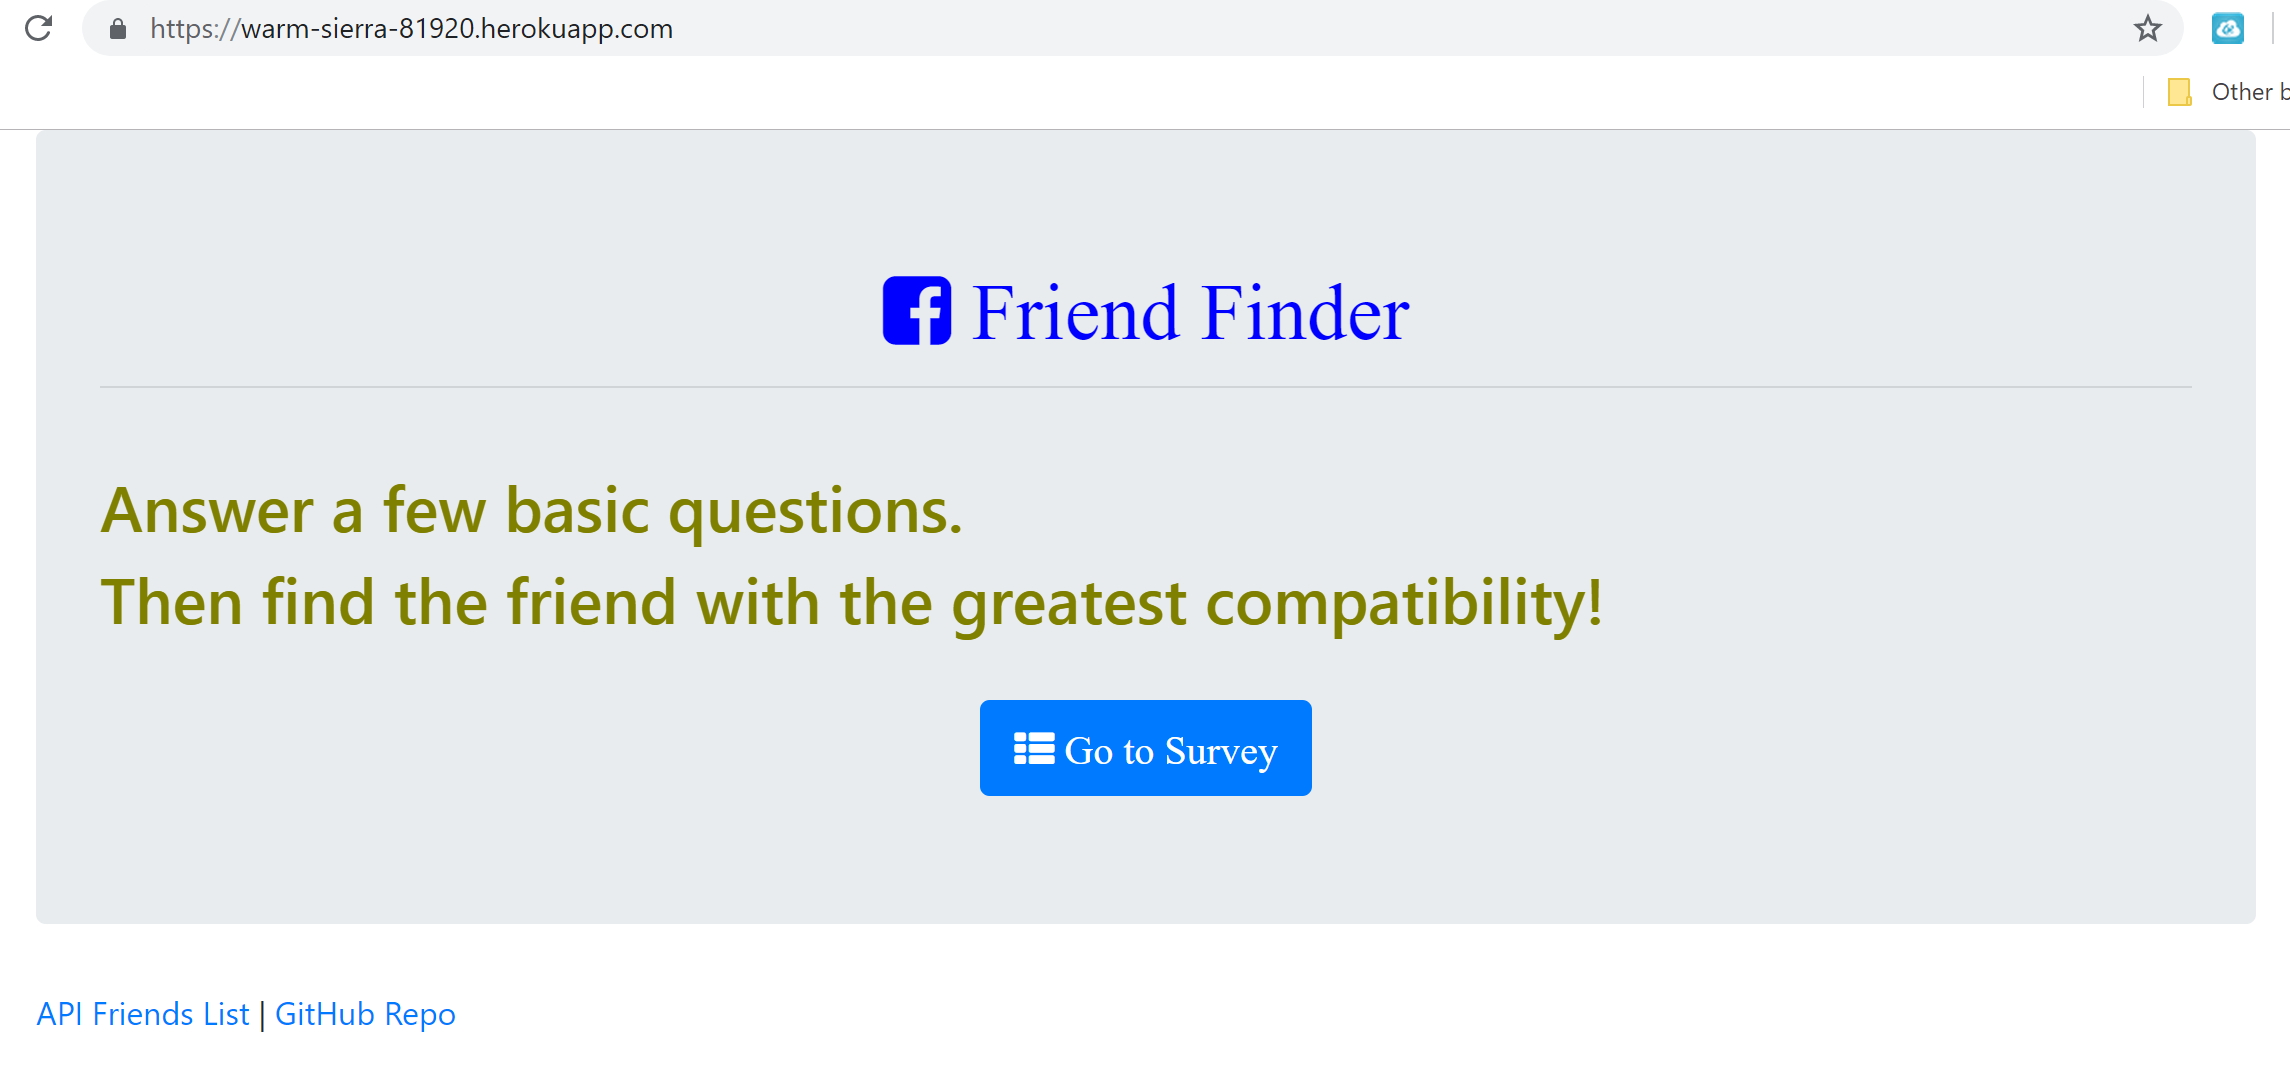 https://warm-sierra-81920.herokuapp.com
Other b
Friend Finder
Answer a few basic questions.
Then find the friend with the greatest compatibility!
Go to Survey
API Friends List | GitHub Repo